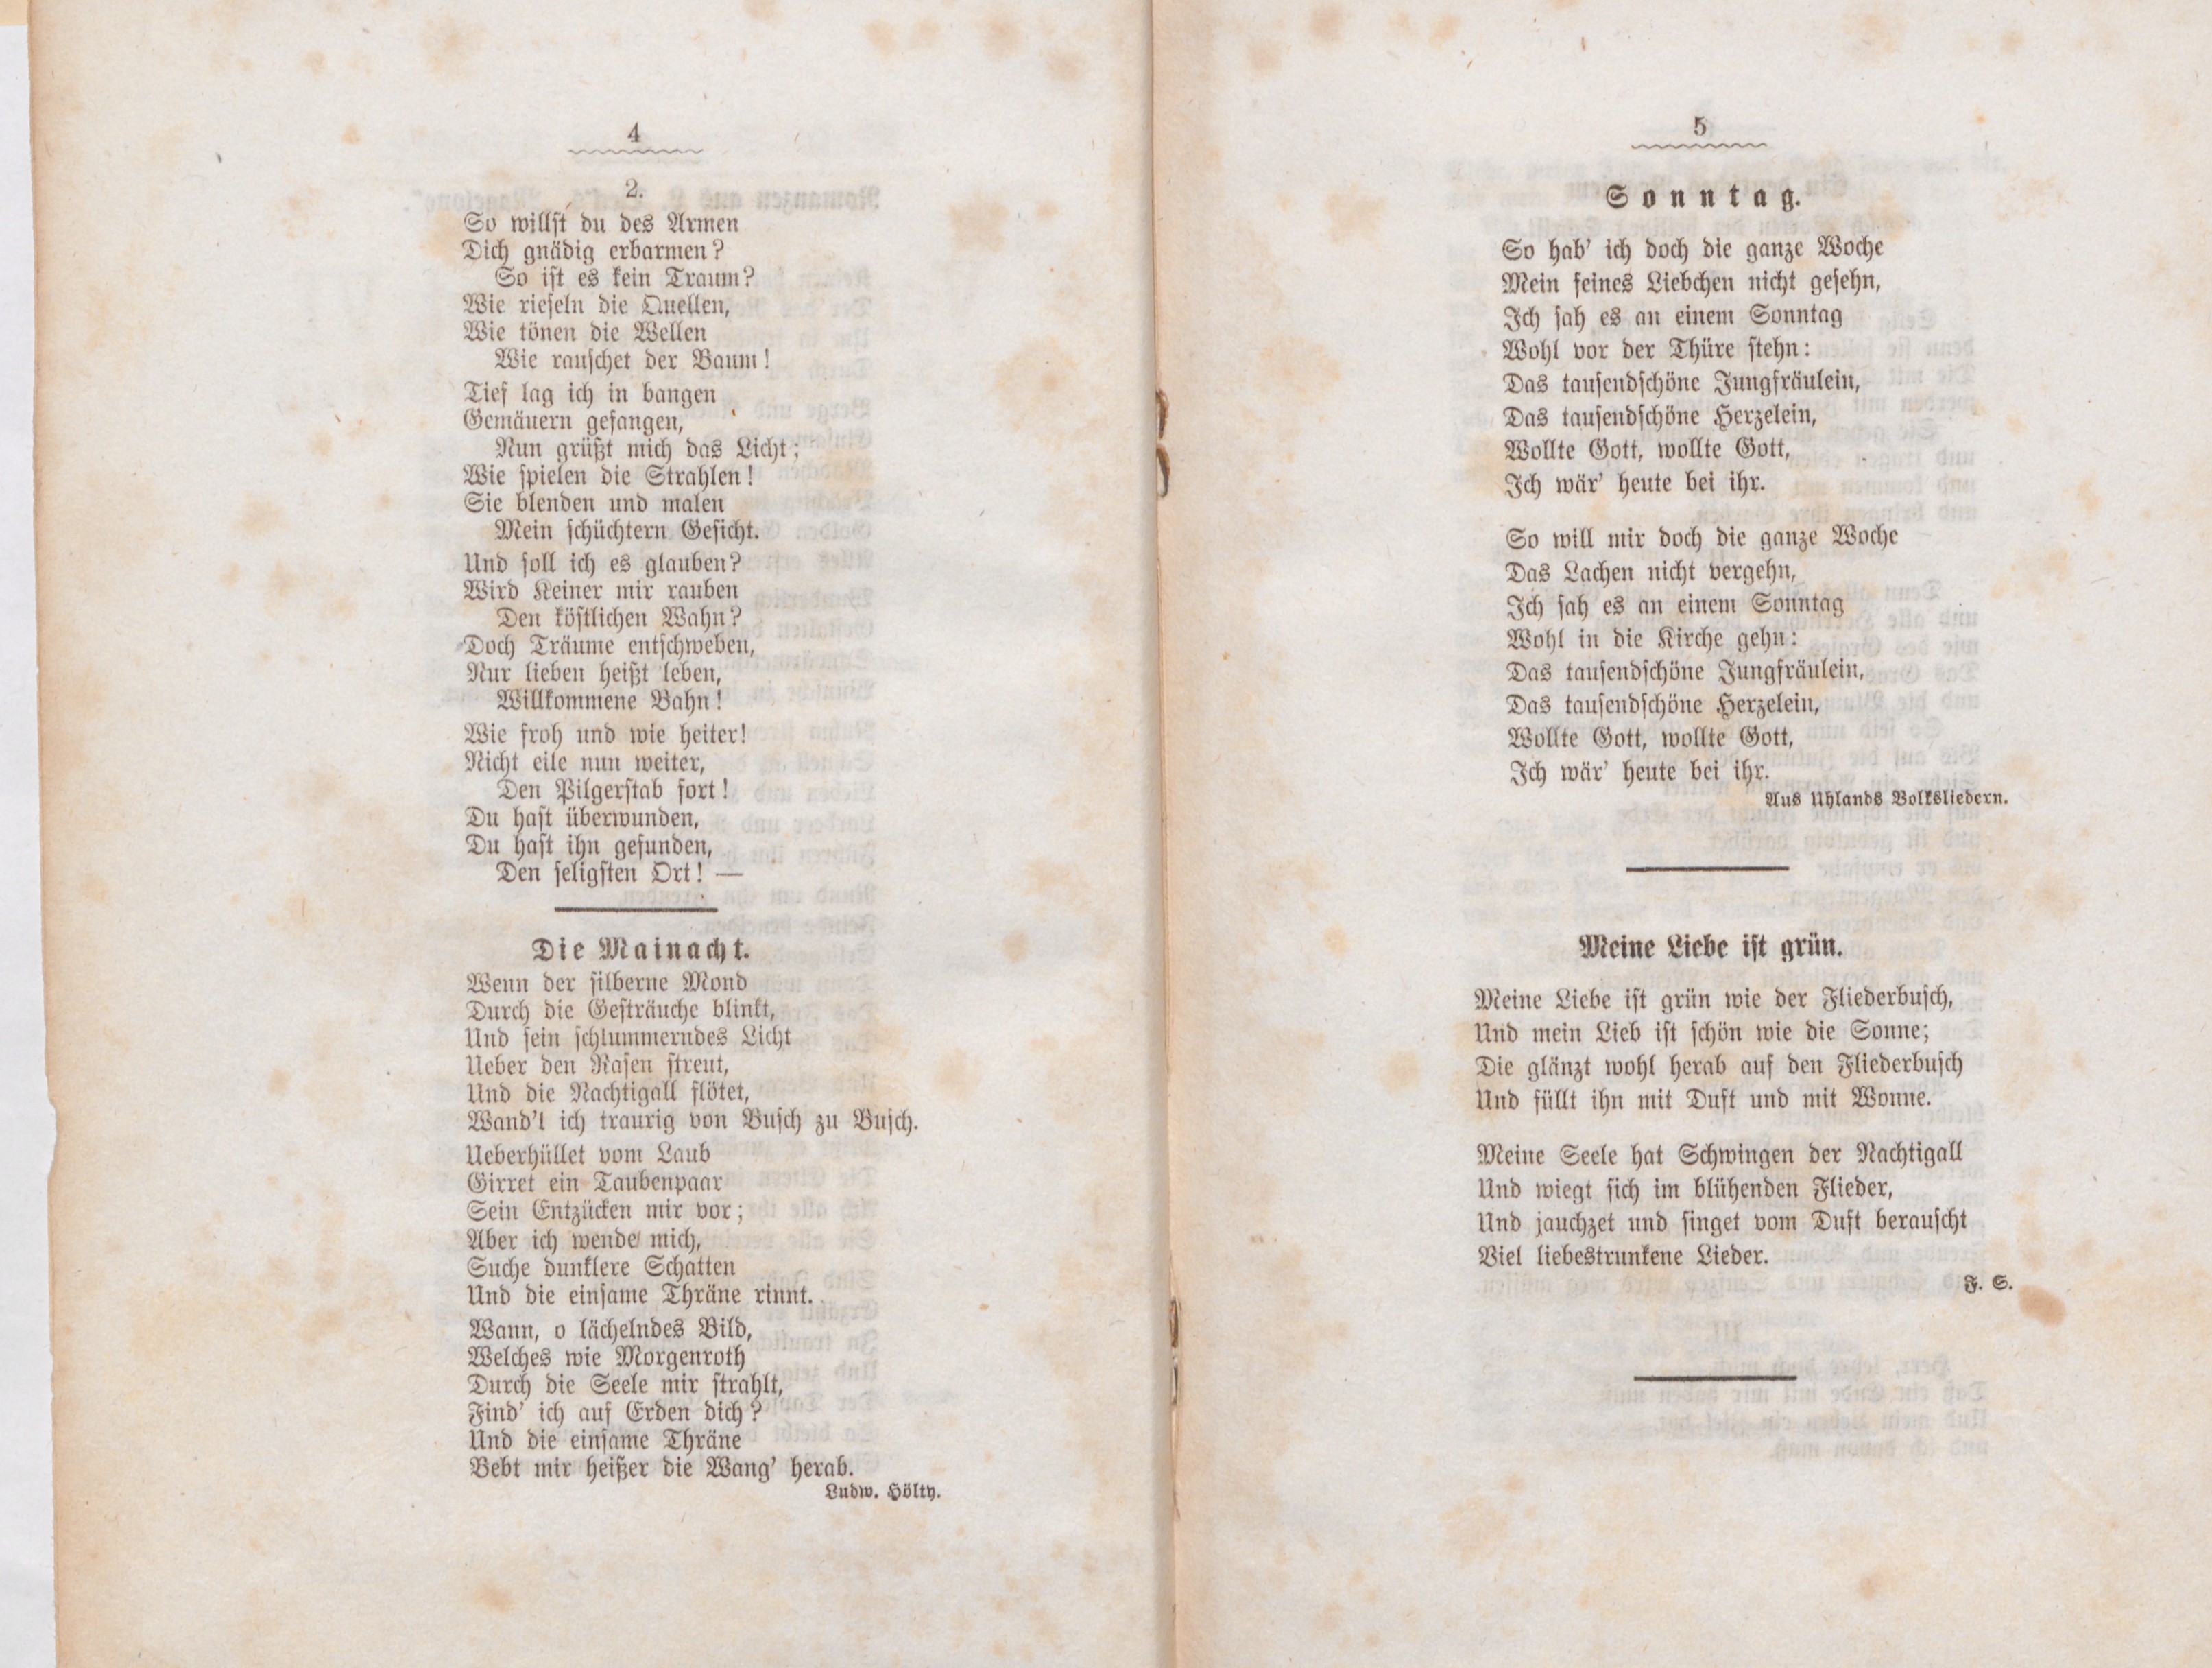 4
2.
So willst du des Armen
Dich gnädig erbarmen?
So ist es kein Traum?
Wie rieseln die Quellen,
Wie tönen die Wellen
Wie rauschet der Baum!
Tief lag ich in bangen
Gemäuern gefangen,
Nun grüßt mich das Licht;
Wie spielen die Strahlen!
Sie blenden und malen
Mein schüchtern Gesicht.
Und soll ich es glauben?
Wird Keiner mir rauben
Den köstlichen Wahn?
Doch Träume entschweben,
Nur lieben heißt leben,
Willkommene Bahn!
Wie froh und wie heiter!
Nicht eile nun weiter,
Den Pilgerstab fort!
Du hast überwunden,
Du hast ihn gefunden,
Den seligsten Ort! —
Die Mainacht.
Wenn der silberne Mond
Durch die Gesträuche blinkt,
Und sein schlummerndes Licht
Ueber den Rasen streut,
Und die Nachtigall flötet,
Wand'l ich traurig von Busch zu Busch.
Ueberhüllet vom Laub
Girret ein Taubenpaar
Sein Entzücken mir vor;
Aber ich wende mich,
Suche dunklere Schatten
Und die einsame Thräne rinnt.
Wann, o lächelndes Bild,
Welches wie Morgenroth
Durch die Seele mir strahlt,
Find' ich auf Erden dich?
Und die einsame Thräne
Bebt mir heißer die Wang' herab.
Ludw. Hölty.
5
Sonntag.
So hab' ich doch die ganze Woche
Mein feines Liebchen nicht gesehn,
Ich sah es an einem Sonntag
Wohl vor der Thüre stehn:
Das tausendschöne Jungfräulein,
Das tausendschöne Herzelein,
Wollte Gott, wollte Gott,
Ich wär' heute bei ihr.
So will mir doch die ganze Woche
Das Lachen nicht vergehn,
Ich sah es an einem Sonntag
Wohl in die Kirche gehn:
Das tausendschöne Jungfräulein,
Das tausendschöne Herzelein,
Wollte Gott, wollte Gott,
Ich wär' heute bei ihr.
Aus Uhlands Volksliedern.
Meine Liebe ist grün.
Meine Liebe ist grün wie der Fliederbusch,
Und mein Lieb ist schön wie die Sonne;
Die glänzt wohl herab auf den Fliederbusch
Und füllt ihn mit Duft und mit Wonne.
Meine Seele hat Schwingen der Nachtigall
Und wiegt sich im blühenden Flieder,
Und jauchzet und singet vom Duft berauscht
Viel liebestrunkene Lieder.
F. S.